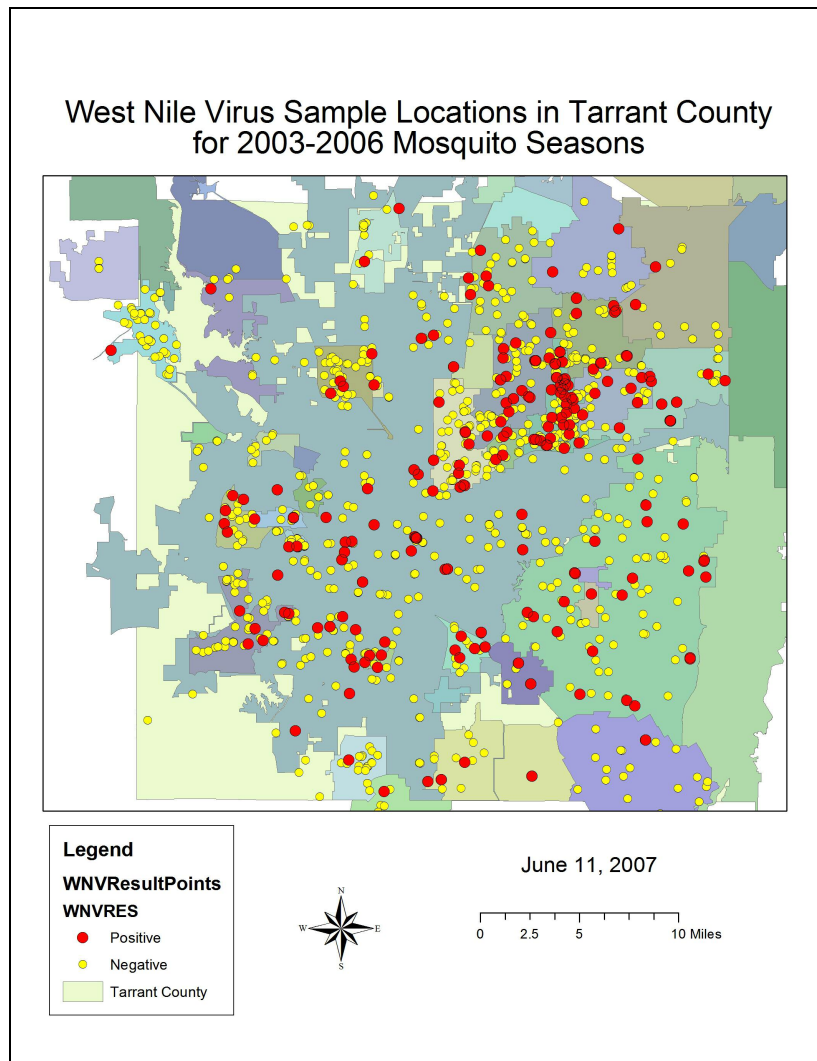 West Nile Virus Sample Locations in Tarrant County
for 2003-2006 Mosquito Seasons
Legend
WNVResultPoints
WNVRES
Positive
Negative
Tarrant County
N
W E
S
June 11, 2007
0 2.5 5 10 Miles